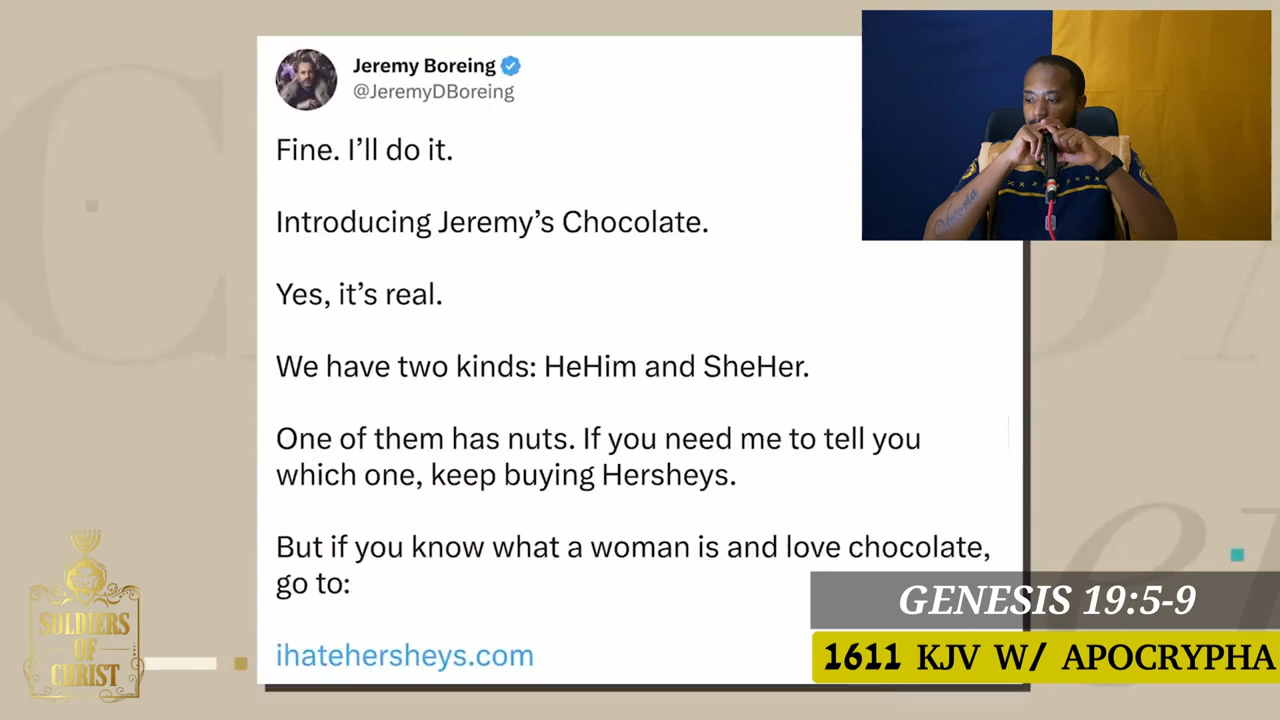 Jeremy Boreing
@JeremyDBoreing
Fine. I’ll do it.
Introducing Jeremy’s Chocolate.
Yes, it’s real.
We have two kinds: HeHim and SheHer.
One of them has nuts. If you need me to tell you
which one, keep buying Hersheys.
But if you know what a woman is and love chocolate,
go to:
ihatehersheys.com
GENESIS 19:5-9
1611 KJV W/ APOCRYPHA
SOLDIERS
OF
CHRIST